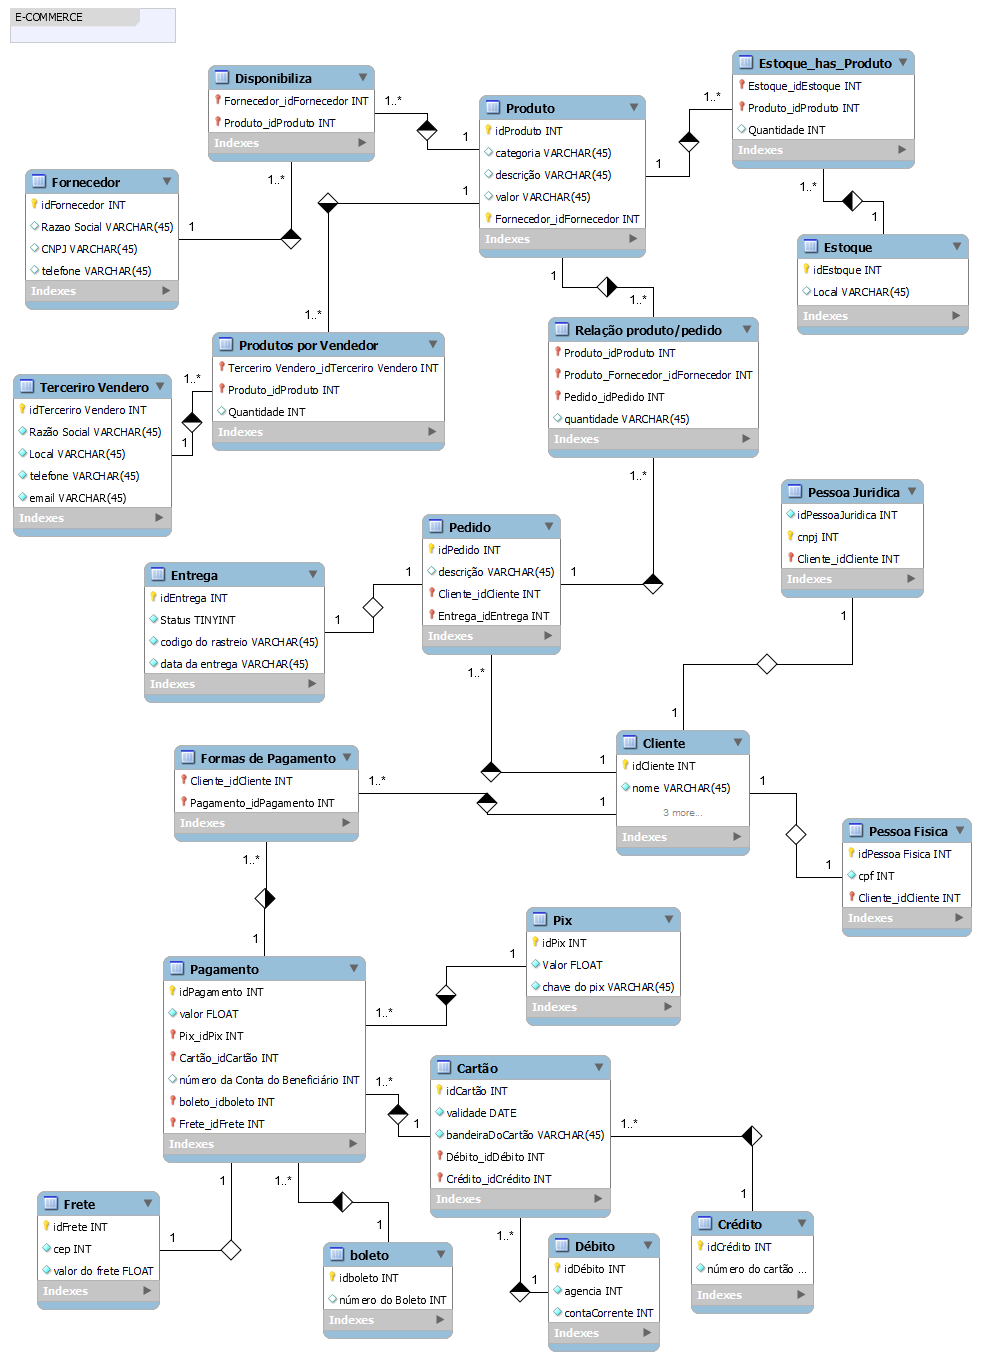 E-COMMERCE
Disponibiliza
Fornecedor_idFornecedor INT
Produto_idProduto INT
Indexes
1..*
1
1..*
Produto
idProduto INT
categoria VARCHAR(45)
descrição VARCHAR(45)
valor VARCHAR(45)
Fornecedor_idFornecedor INT
Indexes
1..*
1
Estoque_has_Produto
Estoque_idEstoque INT
Produto_idProduto INT
Quantidade INT
Indexes
1..*
1
Fornecedor
idFornecedor INT
Razao Social VARCHAR(45)
CNPJ VARCHAR(45)
telefone VARCHAR(45)
Indexes
1
1
1..*
Estoque
idEstoque INT
Local VARCHAR(45)
Indexes
1
1..*
Produtos por Vendedor
Terceriro Vendero_idTerceriro Vendero INT
Produto_idProduto INT
Quantidade INT
Indexes
Relação produto/pedido
Produto_idProduto INT
Produto_Fornecedor_idFornecedor INT
Pedido_idPedido INT
quantidade VARCHAR(45)
Indexes
1..*
Terceriro Vendero
idTerceriro Vendero INT
Razão Social VARCHAR(45)
Local VARCHAR(45)
telefone VARCHAR(45)
email VARCHAR(45)
Indexes
1..*
1
Pedido
idPedido INT
descrição VARCHAR(45)
Cliente_idCliente INT
Entrega_idEntrega INT
Indexes
1
1
1..*
Pessoa Juridica
idPessoaJuridica INT
cnpj INT
Cliente_idCliente INT
Indexes
1
1
Entrega
idEntrega INT
Status TINYINT
codigo do rastreio VARCHAR(45)
data da entrega VARCHAR(45)
Indexes
1
Formas de Pagamento
Cliente_idCliente INT
Pagamento_idPagamento INT
Indexes
1..*
1..*
1
1
1
Cliente
idCliente INT
nome VARCHAR(45)
3 more...
Indexes
1
1
Pessoa Fisica
idPessoa Fisica INT
cpf INT
Cliente_idCliente INT
Indexes
Pix
idPix INT
Valor FLOAT
chave do pix VARCHAR(45)
Indexes
1
1..*
Pagamento
idPagamento INT
valor FLOAT
Pix_idPix INT
Cartão_idCartão INT
número da Conta do Beneficiário INT
boleto_idboleto INT
Frete_idFrete INT
Indexes
1..*
1
1
1..*
Cartão
idCartão INT
validade DATE
bandeiraDoCartão VARCHAR(45)
Débito_idDébito INT
Crédito_idCrédito INT
Indexes
1..*
1
1..*
1
Frete
idFrete INT
cep INT
valor do frete FLOAT
Indexes
1
1
boleto
idboleto INT
número do Boleto INT
Indexes
Débito
idDébito INT
agencia INT
contaCorrente INT
Indexes
Crédito
idCrédito INT
número do cartão ...
Indexes